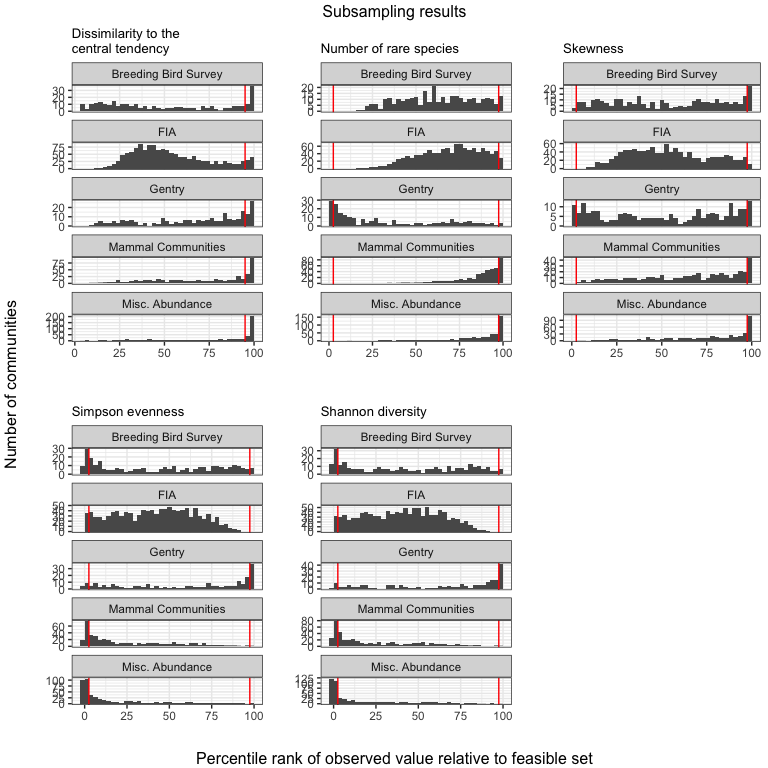 Subsampling results
Dissimilarity to the
central tendency
Breeding Bird Survey
30
20
10
0
FIA
75
50
25
0
Gentry
20
10
0
Mammal Communities
75
50
25
0
Misc. Abundance
200
150
100
50
0
0 25 50 75 100
Number of rare species
Breeding Bird Survey
20
15
10
5
0
FIA
60
40
20
0
Gentry
30
20
10
0
Mammal Communities
80
60
40
20
0
Misc. Abundance
150
100
50
0
0 25 50 75 100
Skewness
Breeding Bird Survey
20
15
10
5
0
FIA
60
40
20
0
Gentry
10
5
0
Mammal Communities
40
30
20
10
0
Misc. Abundance
90
60
30
0
0 25 50 75 100
Number of communities
Simpson evenness
Breeding Bird Survey
30
20
10
0
FIA
50
40
30
20
10
0
Gentry
30
20
10
0
Mammal Communities
60
40
20
0
Misc. Abundance
100
75
50
25
0
0 25 50 75 100
Shannon diversity
Breeding Bird Survey
30
20
10
0
FIA
50
40
30
20
10
0
Gentry
40
30
20
10
0
Mammal Communities
80
60
40
20
0
Misc. Abundance
125
100
75
50
25
0
0 25 50 75 100
Percentile rank of observed value relative to feasible set